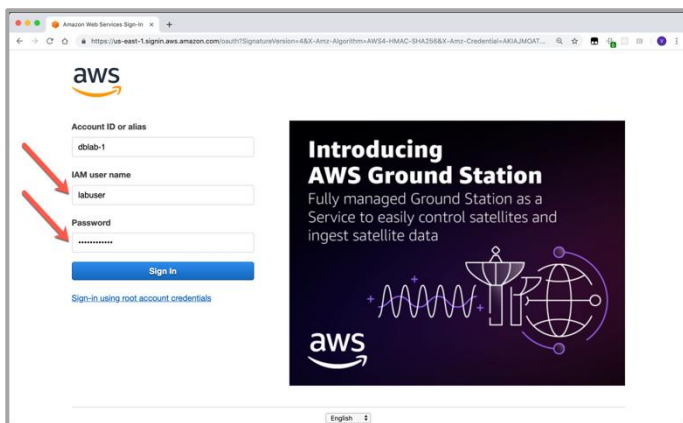 Amazon Web Services Sign-In
https://us-east-1.signin.aws.amazon.com/oauth?SignatureVersion=4&X-Amz-Algorithm=AWS4-HMAC-SHA256&X-Amz-Credential=AKIAJMOAT...
aws
Account ID or alias
dblab-1
IAM user name
labuser
Password
••••••••••••
Sign In
Sign-in using root account credentials
Introducing
AWS Ground Station
Fully managed Ground Station as a
Service to easily control satellites and
ingest satellite data
aws
English